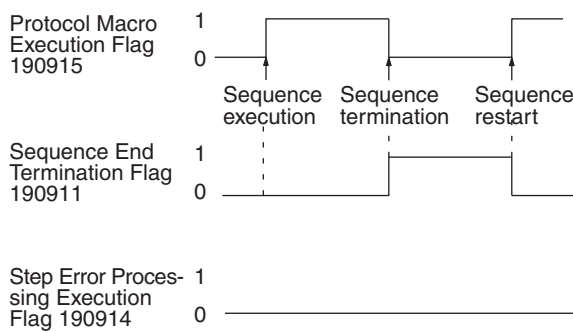 Protocol Macro
Execution Flag
190915
1
0
Sequence
execution
Sequence
termination
Sequence
restart
Sequence End
Termination Flag
190911
1
0
Step Error Proces-
sing Execution
Flag 190914
1
0